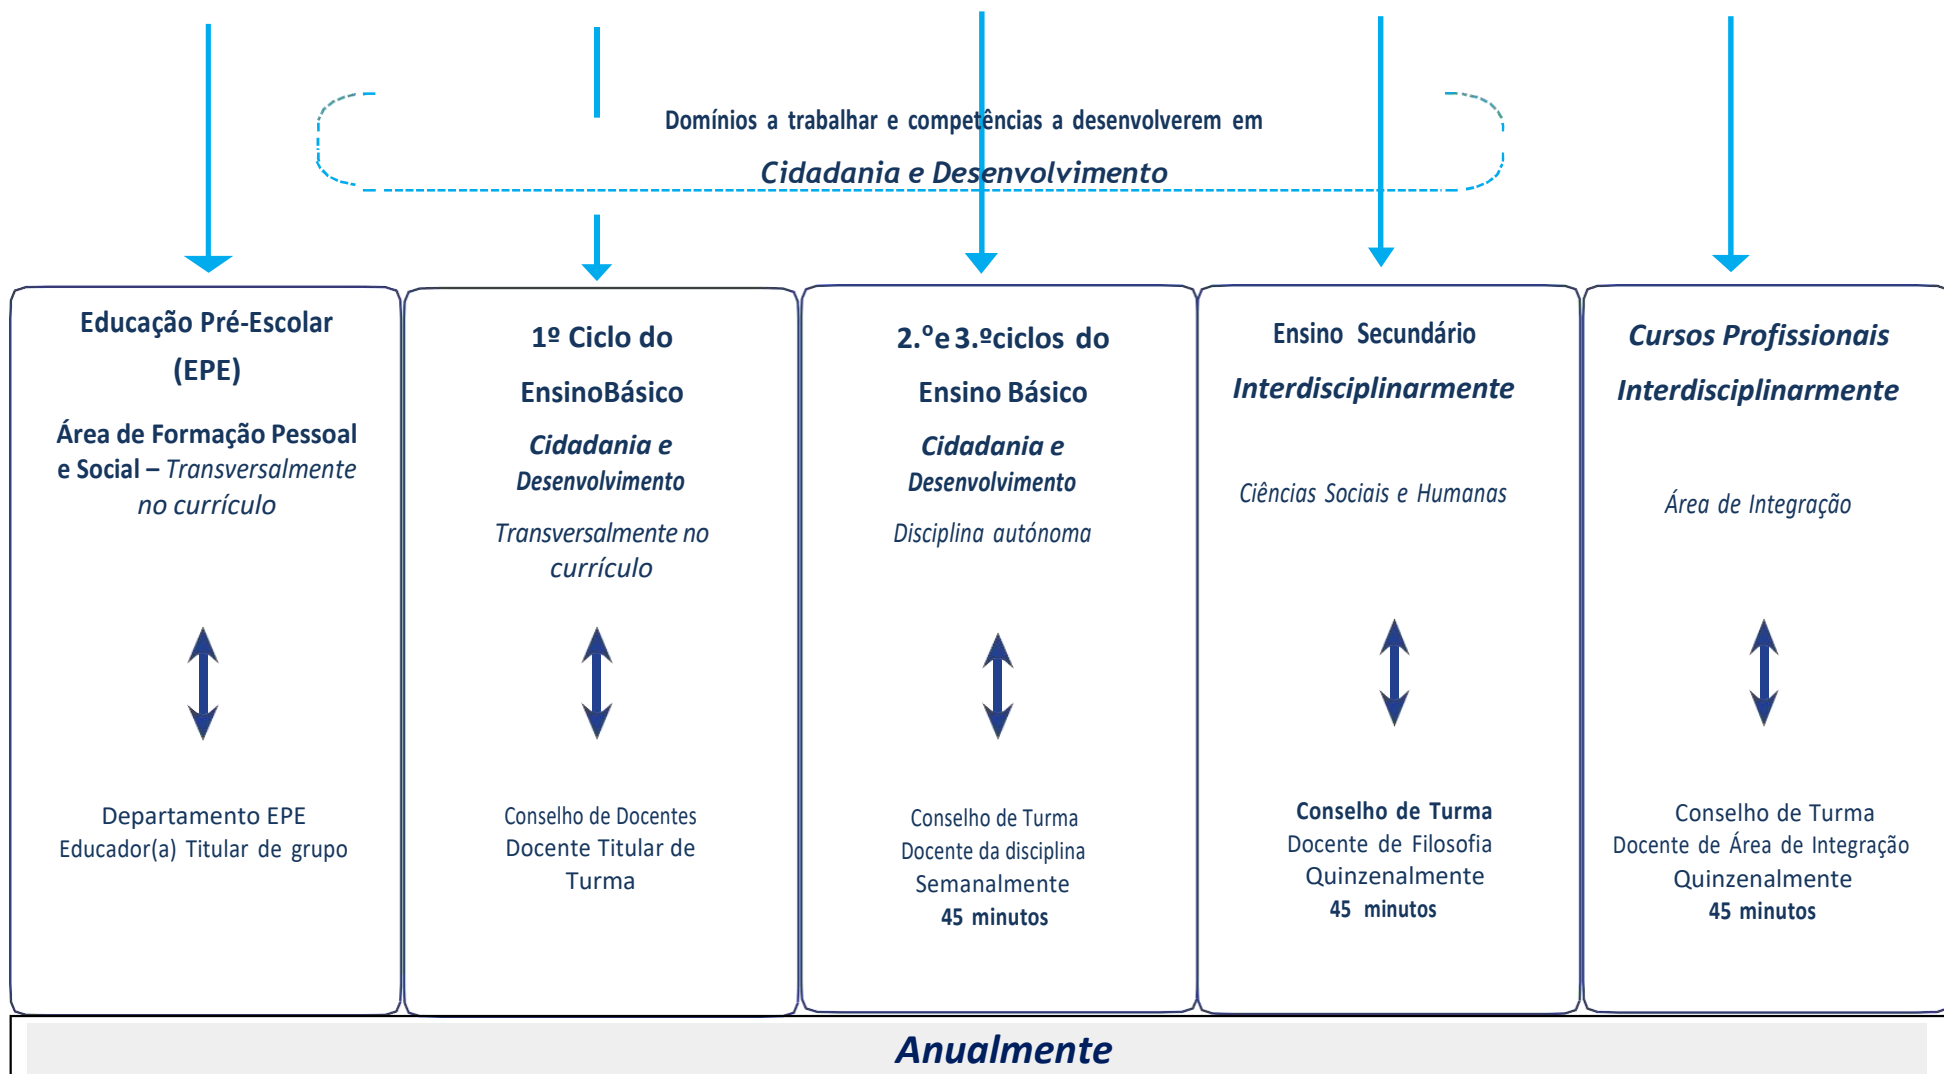 Domínios a trabalhar e competências a desenvolverem em
Cidadania e Desenvolvimento
Educação Pré-Escolar
(EPE)
Área de Formação Pessoal
e Social – Transversalmente
no currículo
Departamento EPE
Educador(a) Titular de grupo
1º Ciclo do
EnsinoBásico
Cidadania e
Desenvolvimento
Transversalmente no
currículo
Conselho de Docentes
Docente Titular de
Turma
2.ºe 3.ºciclos do
Ensino Básico
Cidadania e
Desenvolvimento
Disciplina autónoma
Conselho de Turma
Docente da disciplina
Semanalmente
45 minutos
Ensino Secundário
Interdisciplinarmente
Ciências Sociais e Humanas
Conselho de Turma
Docente de Filosofia
Quinzenalmente
45 minutos
Cursos Profissionais
Interdisciplinarmente
Área de Integração
Conselho de Turma
Docente de Área de Integração
Quinzenalmente
45 minutos
Anualmente